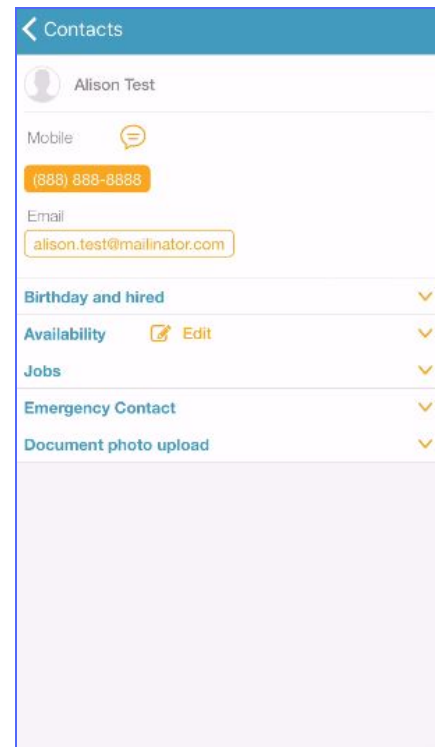 Contacts
Alison Test
Mobile
(888) 888-8888
Email
alison.test@mailinator.com
Birthday and hired
Availability Edit
Jobs
Emergency Contact
Document photo upload